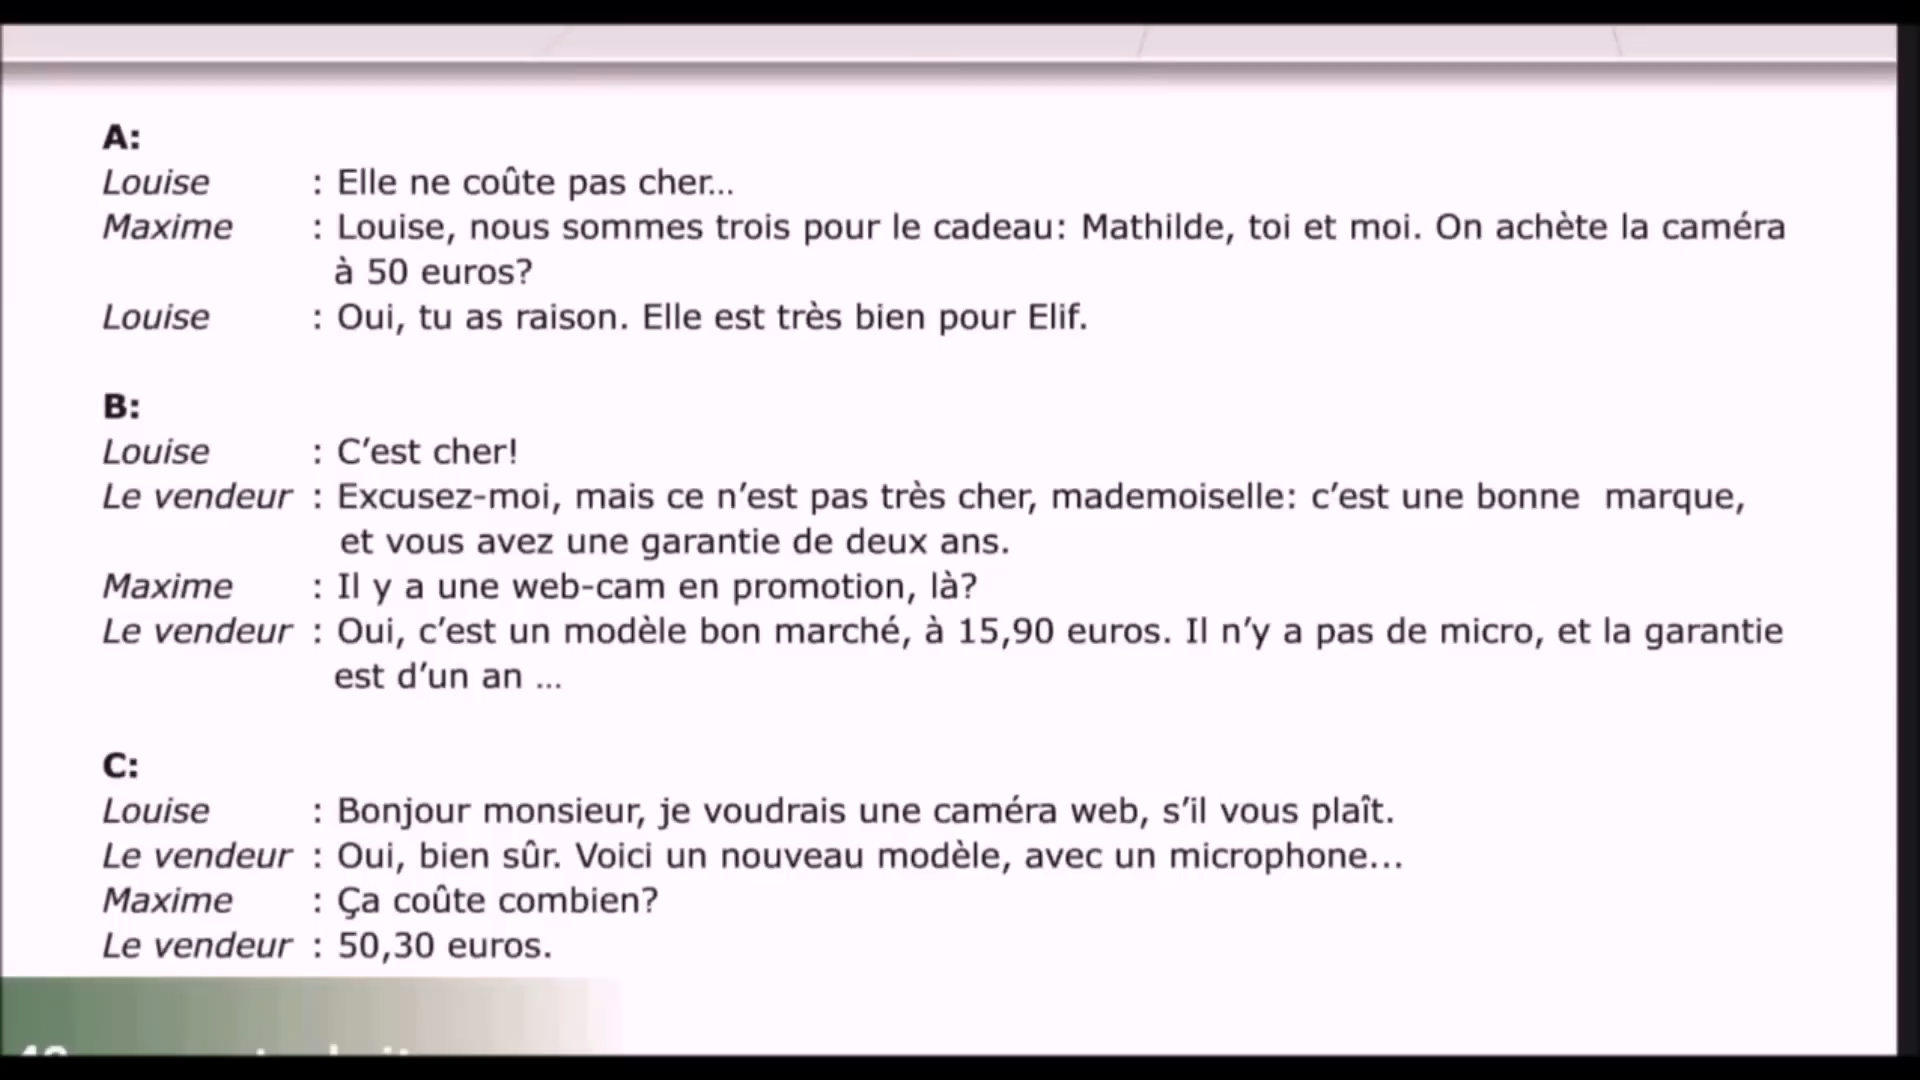 A:
Louise : Elle ne coûte pas cher...
Maxime : Louise, nous sommes trois pour le cadeau: Mathilde, toi et moi. On achète la caméra
à 50 euros?
Louise : Oui, tu as raison. Elle est très bien pour Elif.
B:
Louise : C’est cher!
Le vendeur : Excusez-moi, mais ce n’est pas très cher, mademoiselle: c’est une bonne marque,
et vous avez une garantie de deux ans.
Maxime : Il y a une web-cam en promotion, là?
Le vendeur : Oui, c’est un modèle bon marché, à 15,90 euros. Il n’y a pas de micro, et la garantie
est d’un an ...
C:
Louise : Bonjour monsieur, je voudrais une caméra web, s’il vous plaît.
Le vendeur : Oui, bien sûr. Voici un nouveau modèle, avec un microphone...
Maxime : Ça coûte combien?
Le vendeur : 50,30 euros.